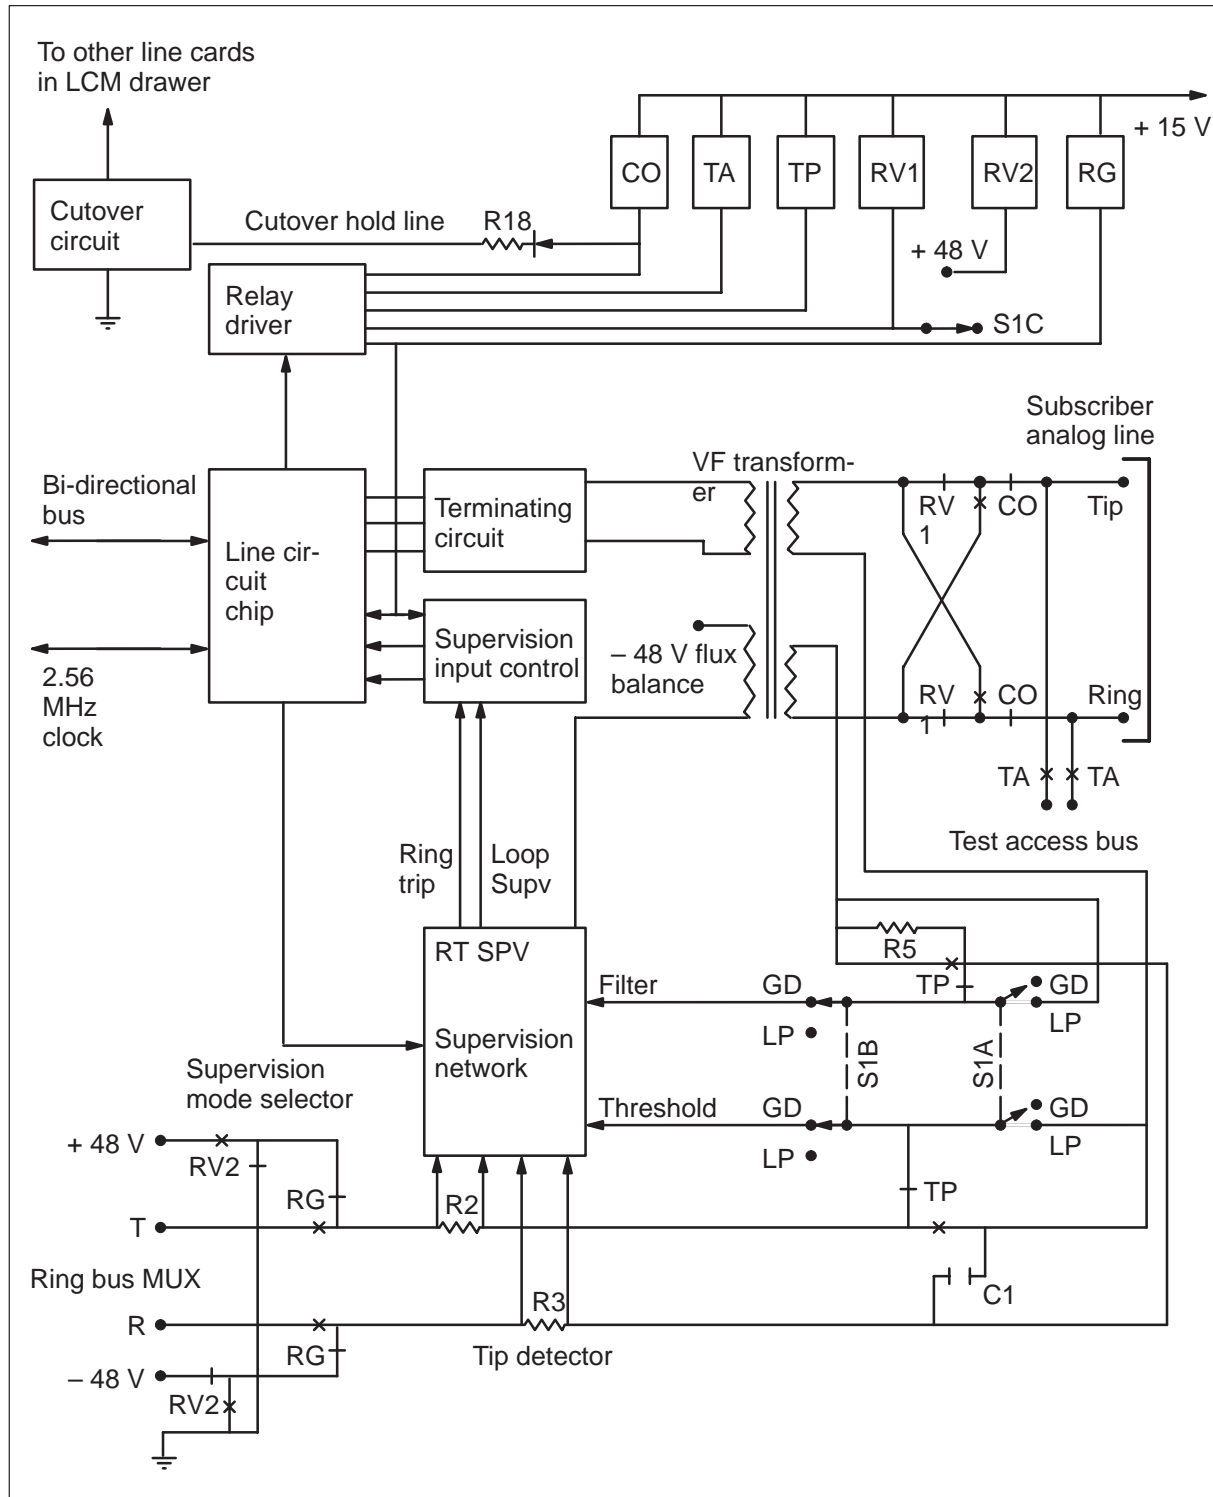 To other line cards
in LCM drawer
+ 15 V
CO
TA
TP
RV1
RV2
RG
Cutover
circuit
Cutover hold line
R18
+ 48 V
Relay
driver
S1C
Subscriber
analog line
VF transform-
er
Bi-directional
bus
Terminating
circuit
RV
1
CO
Tip
Line cir-
cuit
chip
Supervision
input control
– 48 V flux
balance
2.56
MHz
clock
RV
1
CO
Ring
TA
TA
Test access bus
Ring
trip
Loop
Supv
RT SPV
R5
Filter
GD
TP
GD
LP
LP
Supervision
network
S1B
S1A
Supervision
mode selector
Threshold
GD
GD
LP
LP
+ 48 V
RV2
RG
R2
TP
T
Ring bus MUX
C1
R3
R
RG
Tip detector
– 48 V
RV2